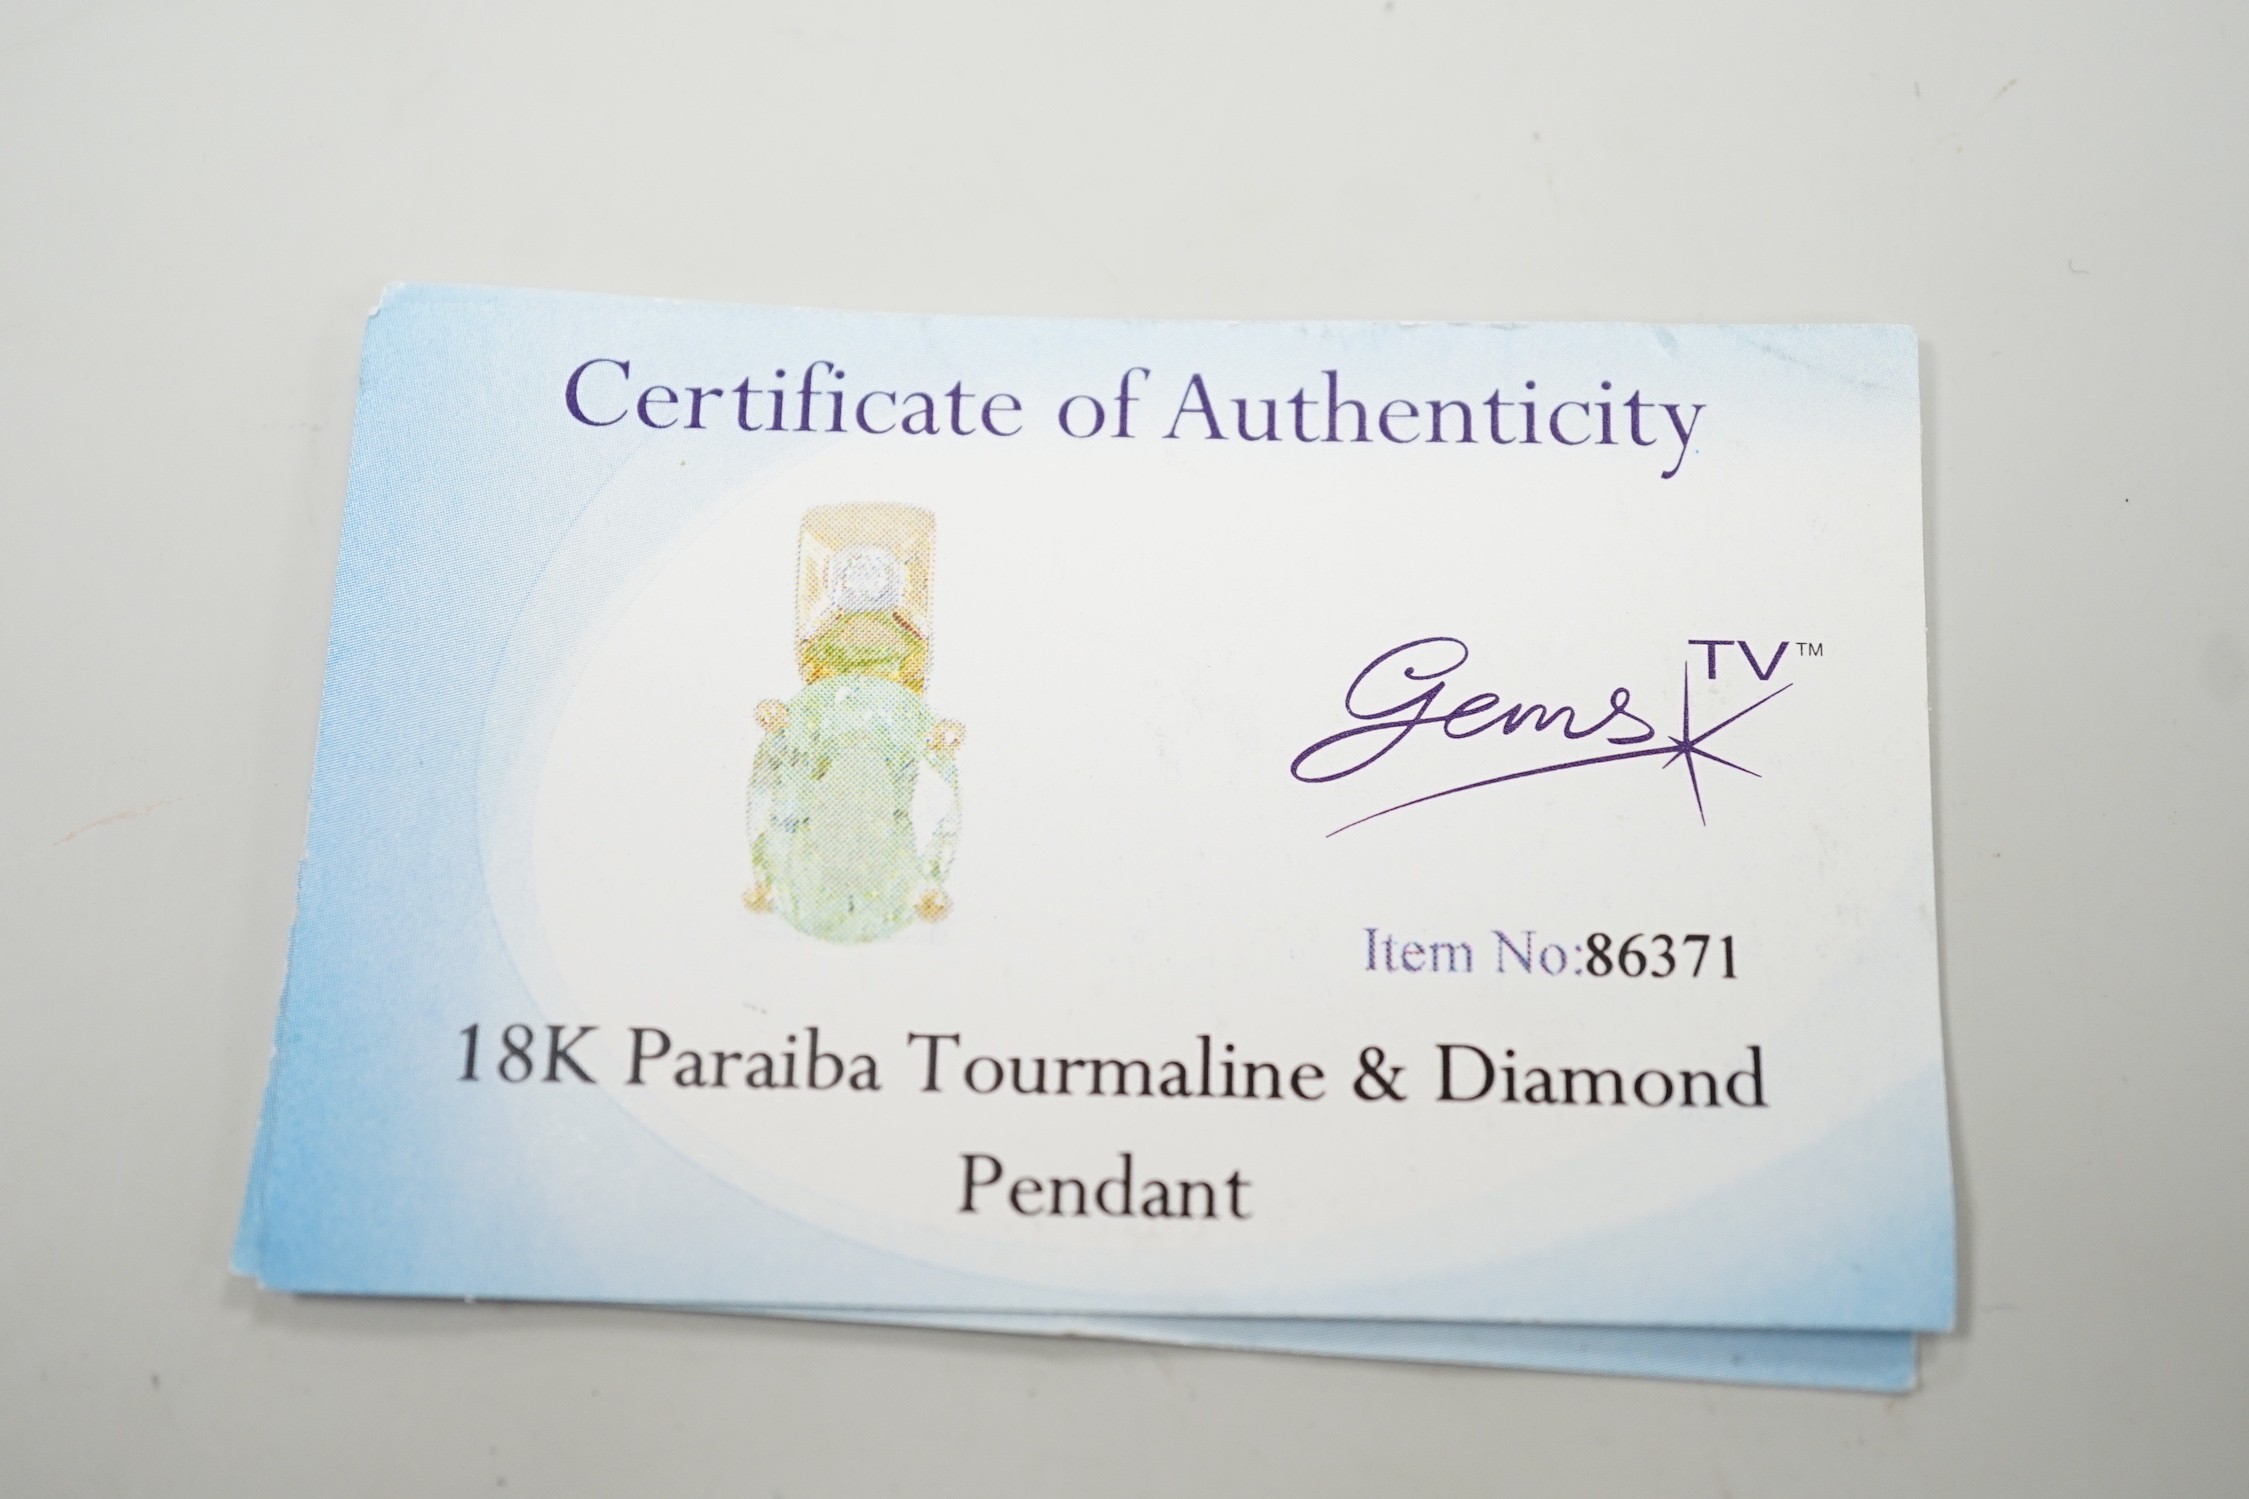 Certificate of Authenticity
Gems TV™
Item No:86371
18K Paraiba Tourmaline & Diamond
Pendant